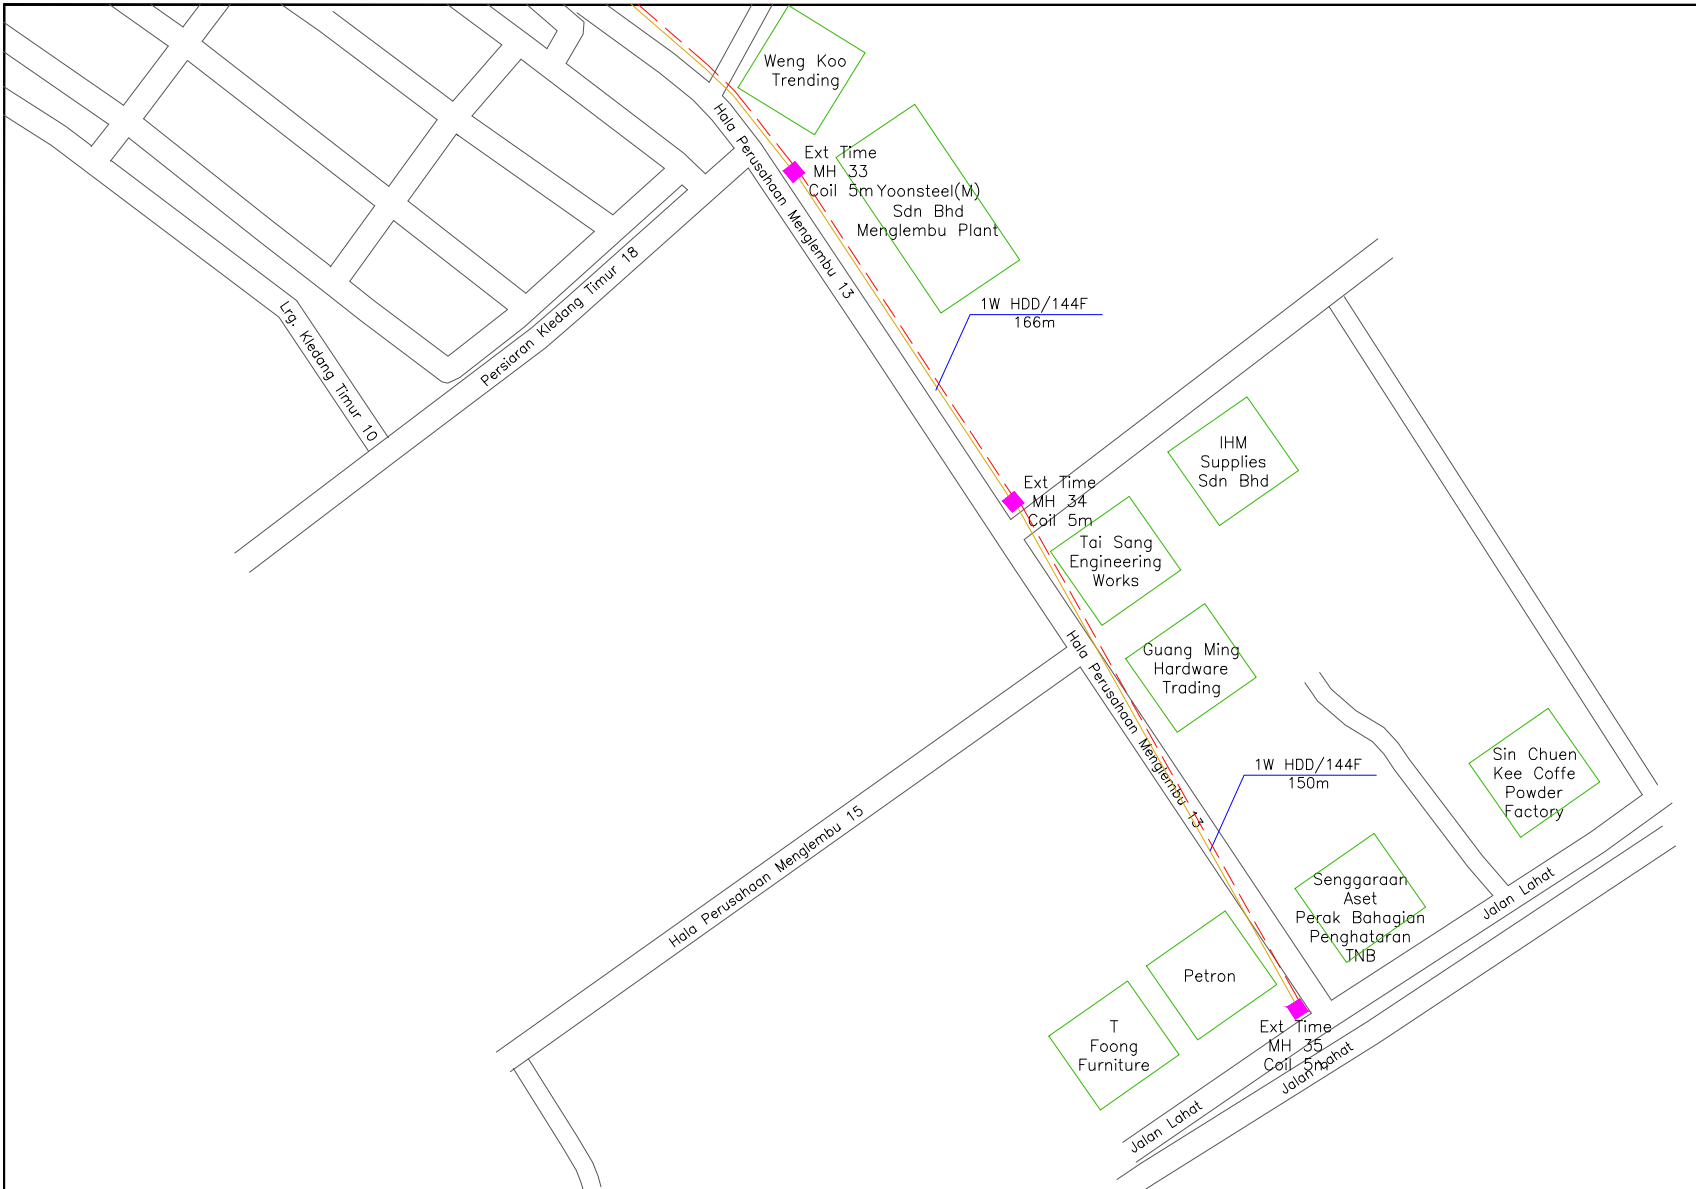 Weng Koo
Trending
Hala Perusahaan Menglembu 13
Ext Time
MH 33
Coil 5m
Yoonsteel(M)
Sdn Bhd
Menglembu Plant
Persiaran Kledang Timur 18
Lrg. Kledang Timur 10
1W HDD/144F
166m
IHM
Supplies
Sdn Bhd
Ext Time
MH 34
Coil 5m
Tai Sang
Engineering
Works
Guang Ming
Hardware
Trading
Hala Perusahaan Menglembu 13
1W HDD/144F
150m
Sin Chuen
Kee Coffe
Powder
Factory
Hala Perusahaan Menglembu 15
Senggaraan
Aset
Perak Bahagian
Penghataran
TNB
Jalan Lahat
Petron
T
Foong
Furniture
Ext Time
MH 35
Coil 5m
Jalan Lahat
Jalan Lahat